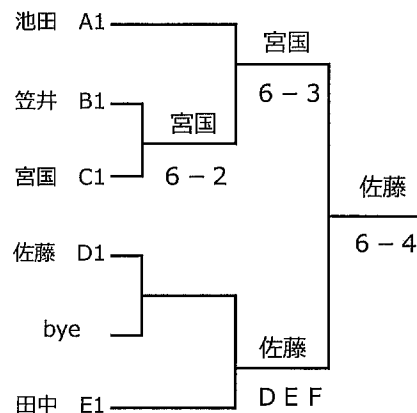 池田 A1
宮国
6-3
笠井 B1
宮国
6-2
宮国 C1
佐藤
6-4
佐藤 D1
bye
佐藤
D E F
田中 E1